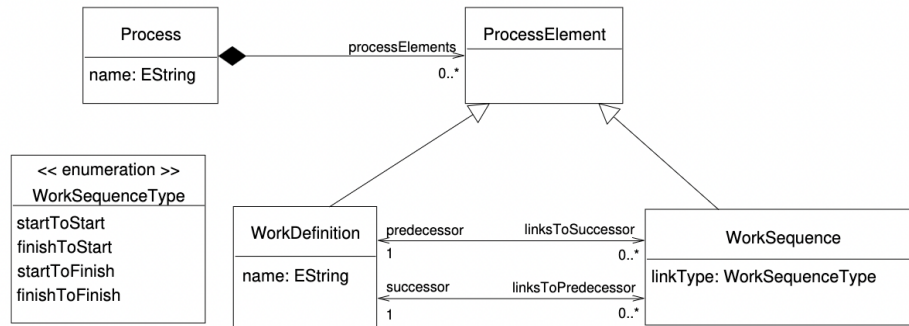 Process
name: EString
processElements
0..*
ProcessElement
<< enumeration >>
WorkSequenceType
startToStart
finishToStart
startToFinish
finishToFinish
WorkDefinition
name: EString
predecessor
1
linksToSuccessor
0..*
successor
1
linksToPredecessor
0..*
WorkSequence
linkType: WorkSequenceType